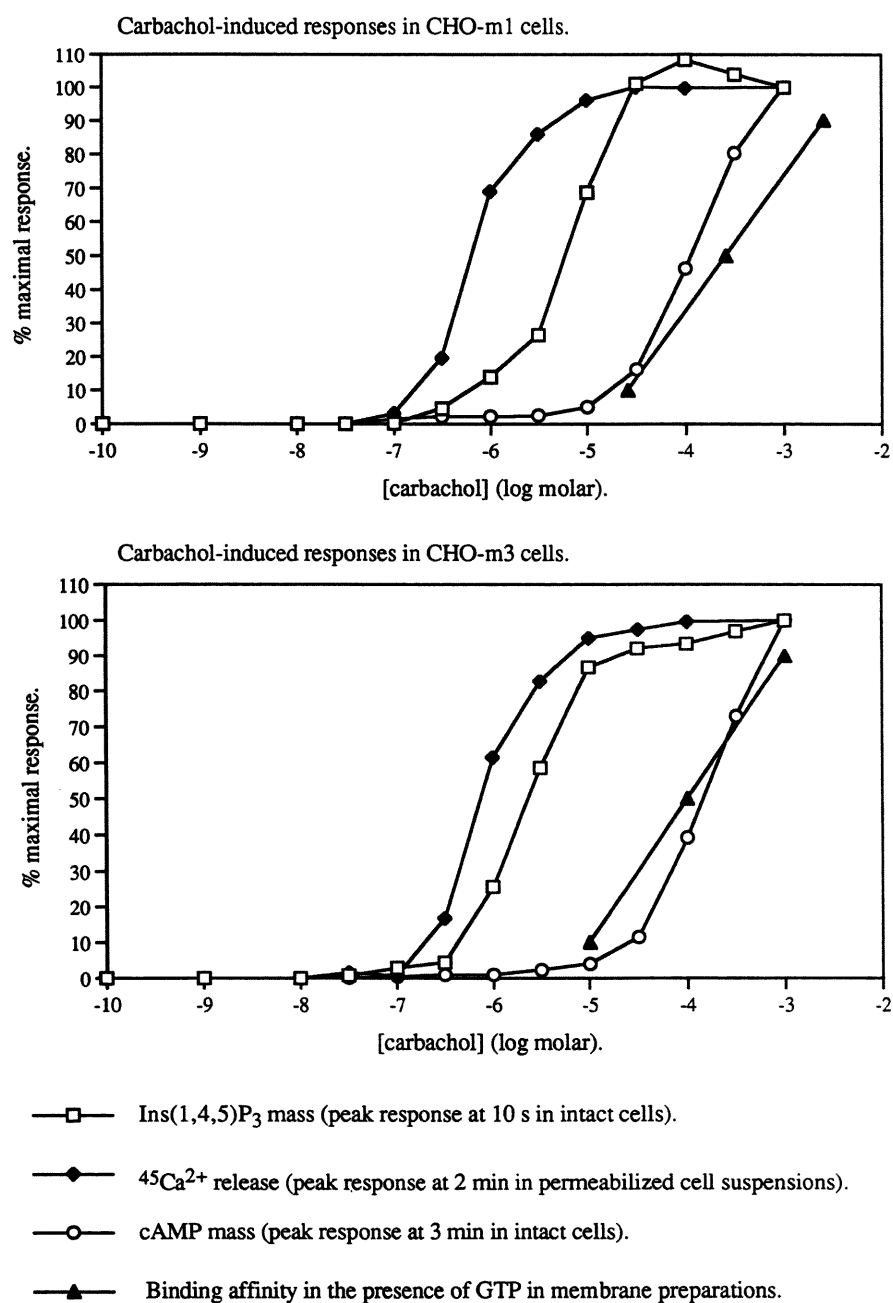 Carbachol-induced responses in CHO-m1 cells.
110
100
90
80
70
60
50
40
30
20
10
0
% maximal response.
-10 -9 -8 -7 -6 -5 -4 -3 -2
[carbachol] (log molar).
Carbachol-induced responses in CHO-m3 cells.
110
100
90
80
70
60
50
40
30
20
10
0
% maximal response.
-10 -9 -8 -7 -6 -5 -4 -3 -2
[carbachol] (log molar).
Ins(1,4,5)P3 mass (peak response at 10 s in intact cells).
45Ca2+ release (peak response at 2 min in permeabilized cell suspensions).
cAMP mass (peak response at 3 min in intact cells).
Binding affinity in the presence of GTP in membrane preparations.